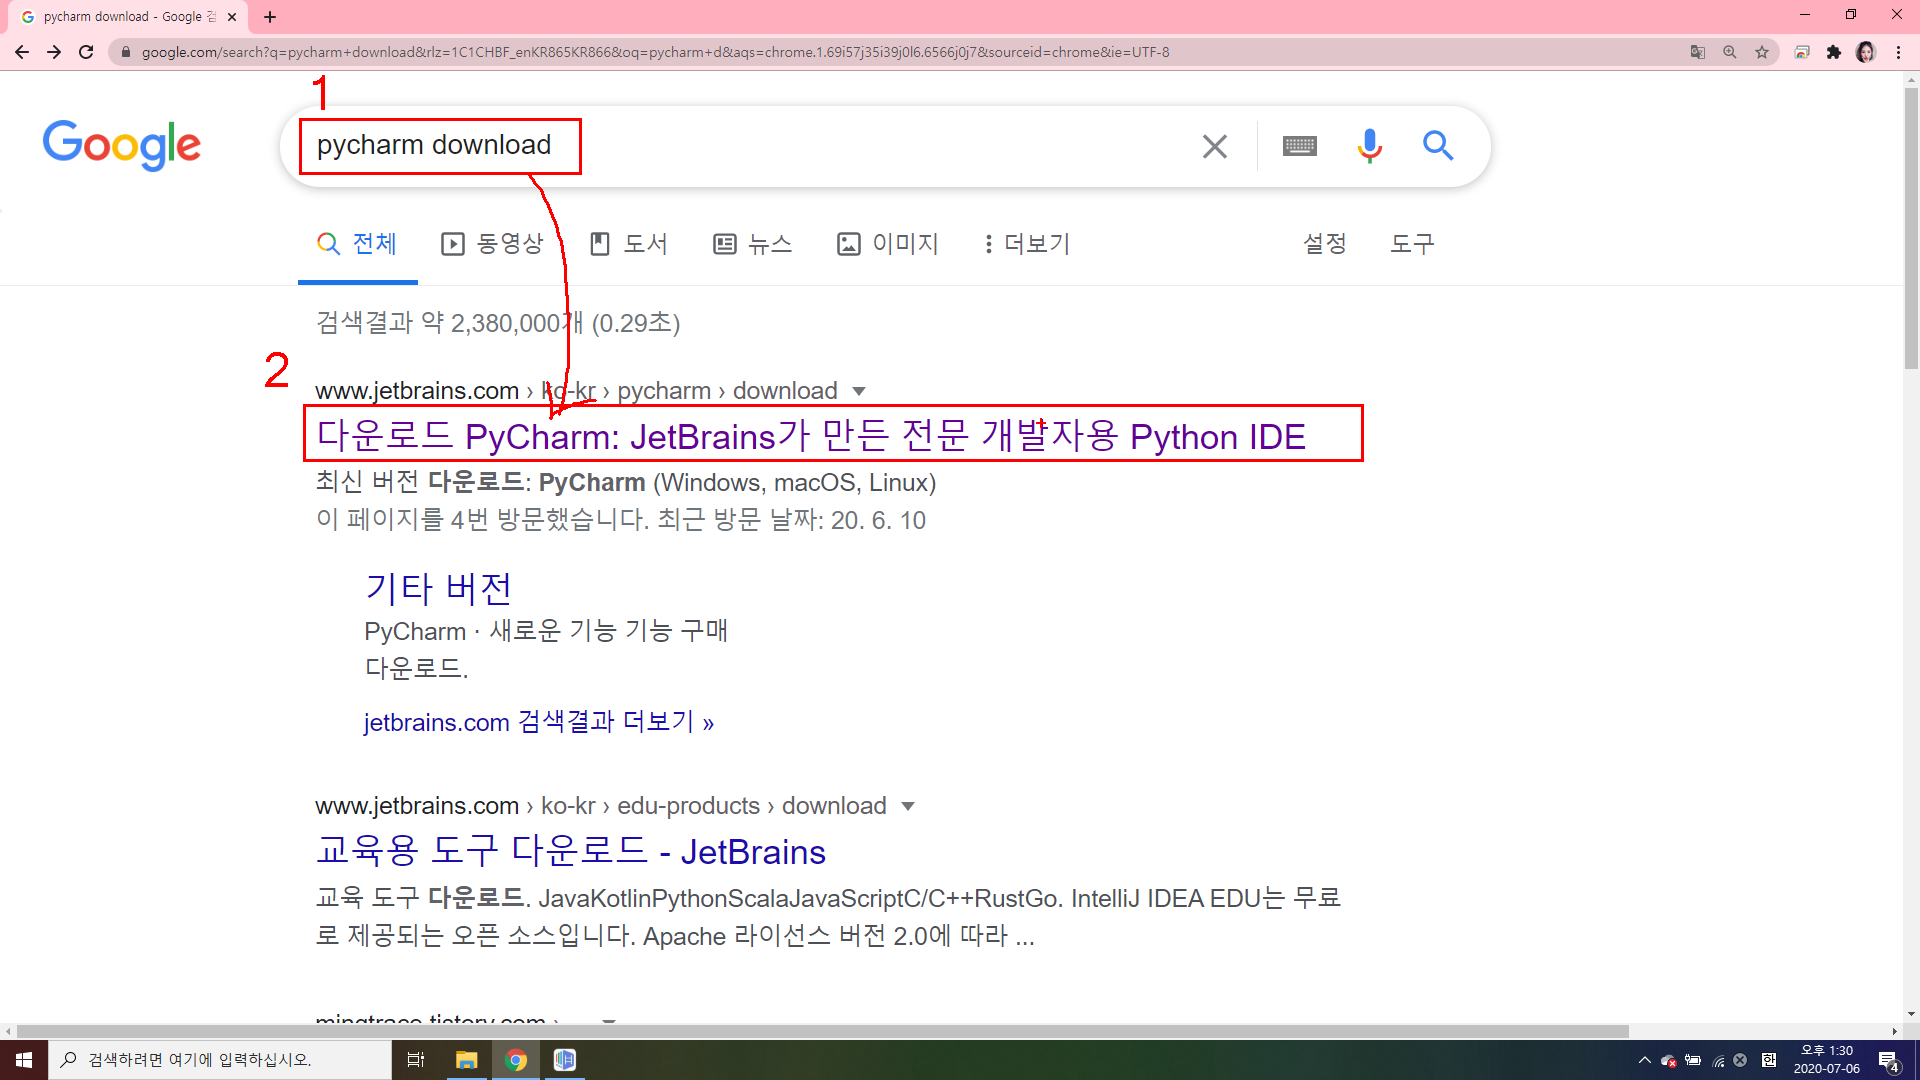 pycharm download - Google 검
google.com/search?q=pycharm+download&rlz=1C1CHBF_enKR865KR866&oq=pycharm+d&aqs=chrome.1.69i57j35i39j0l6.6566j0j7&sourceid=chrome&ie=UTF-8
1
Google
pycharm download
전체 동영상 도서 뉴스 이미지 더보기 설정 도구
검색결과 약 2,380,000개 (0.29초)
2
www.jetbrains.com › ko-kr › pycharm › download
다운로드 PyCharm: JetBrains가 만든 전문 개발자용 Python IDE
최신 버전 다운로드: PyCharm (Windows, macOS, Linux)
이 페이지를 4번 방문했습니다. 최근 방문 날짜: 20. 6. 10
기타 버전
PyCharm · 새로운 기능 기능 구매
다운로드.
jetbrains.com 검색결과 더보기 »
www.jetbrains.com › ko-kr › edu-products › download
교육용 도구 다운로드 - JetBrains
교육 도구 다운로드. JavaKotlinPythonScalaJavaScriptC/C++RustGo. IntelliJ IDEA EDU는 무료
로 제공되는 오픈 소스입니다. Apache 라이선스 버전 2.0에 따라 ...
mingtrace.tistory.com ›
검색하려면 여기에 입력하십시오.
한
오후 1:30
2020-07-06
4